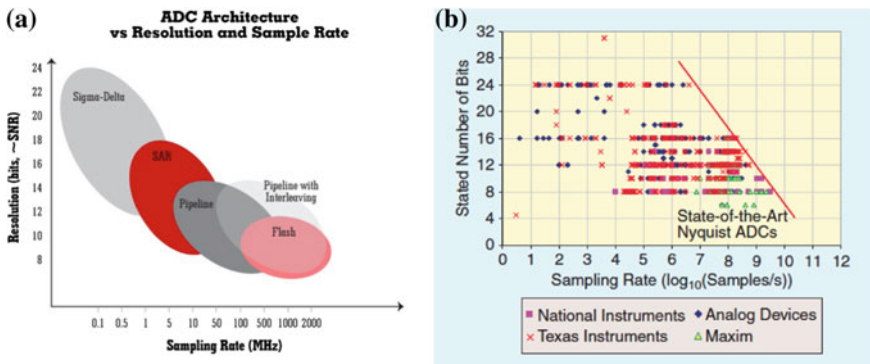 (a)
ADC Architecture
vs Resolution and Sample Rate
Resolution (bits, ~SNR)
24
22
20
18
16
14
12
10
8
Sigma-Delta
SAR
Pipeline
Pipeline with
Interleaving
Flash
0.1 0.5 1 5 10 50 100 500 1000 2000
Sampling Rate (MHz)
(b)
Stated Number of Bits
32
28
24
20
16
12
8
4
0
State-of-the-Art
Nyquist ADCs
0 1 2 3 4 5 6 7 8 9 10 11 12
Sampling Rate (log10(Samples/s))
National Instruments
Analog Devices
Texas Instruments
Maxim